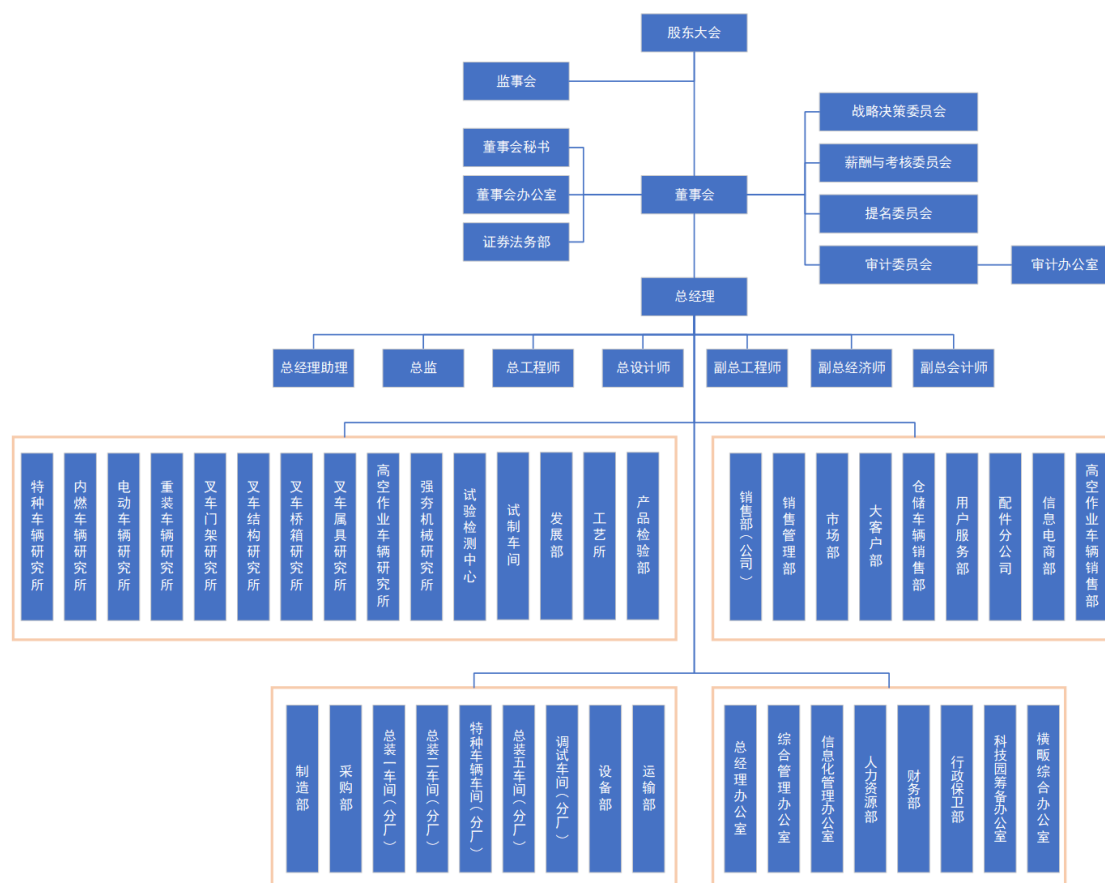 股东大会
监事会
战略决策委员会
董事会秘书
薪酬与考核委员会
董事会办公室
董事会
提名委员会
证券法务部
审计委员会
审计办公室
总经理
总经理助理
总监
总工程师
总设计师
副总工程师
副总经济师
副总会计师
特种车辆研究所
内燃车辆研究所
电动车辆研究所
重装车辆研究所
叉车门架研究所
叉车结构研究所
叉车桥箱研究所
叉车属具研究所
高空作业车辆研究所
强夯机械研究所
试验检测中心
试制车间
发展部
工艺所
产品检验部
销售部（公司）
销售管理部
市场部
大客户部
仓储车辆销售部
用户服务部
配件分公司
信息电商部
高空作业车辆销售部
制造部
采购部
总装一车间（分厂）
总装二车间（分厂）
特种车辆车间（分厂）
总装五车间（分厂）
调试车间（分厂）
设备部
运输部
总经理办公室
综合管理办公室
信息化管理办公室
人力资源部
财务部
行政保卫部
科技园筹备办公室
横畈综合办公室